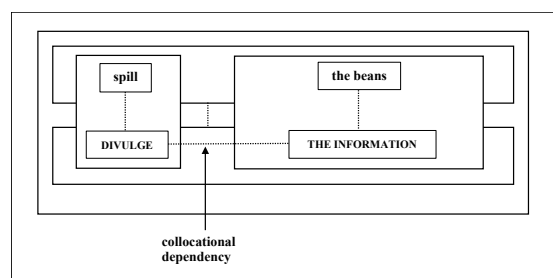 spill
the beans
DIVULGE
THE INFORMATION
collocational
dependency